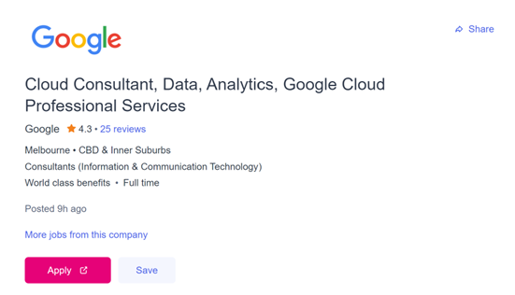 Google
Share
Cloud Consultant, Data, Analytics, Google Cloud
Professional Services
Google 4.3 • 25 reviews
Melbourne • CBD & Inner Suburbs
Consultants (Information & Communication Technology)
World class benefits • Full time
Posted 9h ago
More jobs from this company
Apply
Save